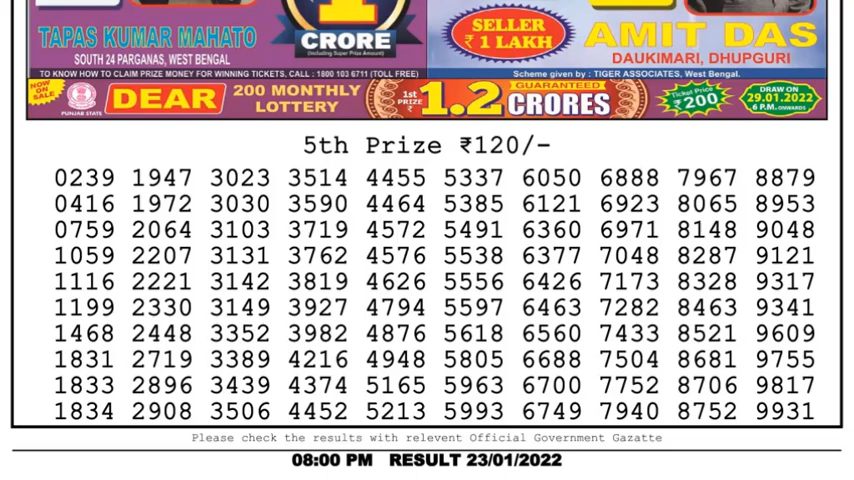 1
CRORE
(Including Super Prize Amount)
TAPAS KUMAR MAHATO
SOUTH 24 PARGANAS, WEST BENGAL
SELLER
₹ 1 LAKH
AMIT DAS
DAUKIMARI, DHUPGURI
TO KNOW HOW TO CLAIM PRIZE MONEY FOR WINNING TICKETS, CALL : 1800 103 6711 (TOLL FREE)
Scheme given by : TIGER ASSOCIATES, West Bengal.
NOW ON SALE
PUNJAB STATE
DEAR
200 MONTHLY
LOTTERY
1st PRIZE ₹
1.2
GUARANTEED
CRORES
Ticket Price
₹200
DRAW ON
29.01.2022
6 P.M. ONWARDS
5th Prize ₹120/-
0239 1947 3023 3514 4455 5337 6050 6888 7967 8879
0416 1972 3030 3590 4464 5385 6121 6923 8065 8953
0759 2064 3103 3719 4572 5491 6360 6971 8148 9048
1059 2207 3131 3762 4576 5538 6377 7048 8287 9121
1116 2221 3142 3819 4626 5556 6426 7173 8328 9317
1199 2330 3149 3927 4794 5597 6463 7282 8463 9341
1468 2448 3352 3982 4876 5618 6560 7433 8521 9609
1831 2719 3389 4216 4948 5805 6688 7504 8681 9755
1833 2896 3439 4374 5165 5963 6700 7752 8706 9817
1834 2908 3506 4452 5213 5993 6749 7940 8752 9931
Please check the results with relevent Official Government Gazatte
08:00 PM RESULT 23/01/2022